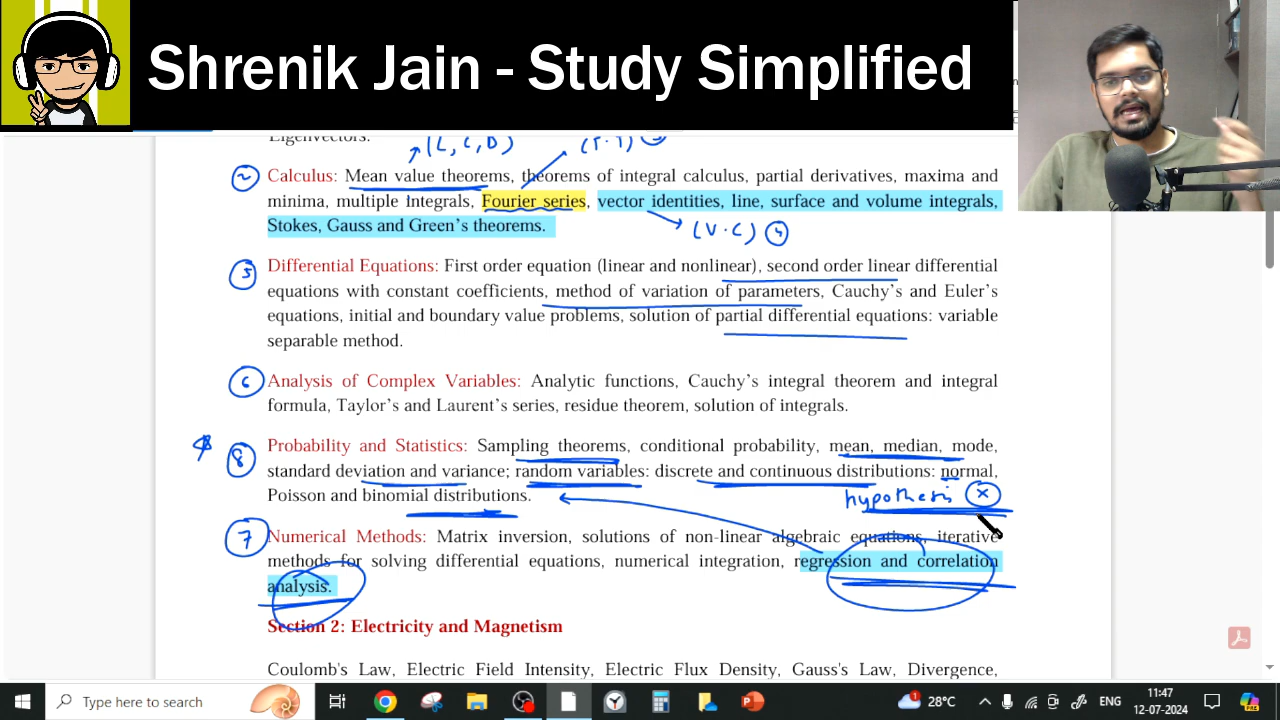 Shrenik Jain - Study Simplified
Eigenvectors.
(L, C, D)
(P.T)
② Calculus: Mean value theorems, theorems of integral calculus, partial derivatives, maxima and
minima, multiple integrals, Fourier series, vector identities, line, surface and volume integrals,
Stokes, Gauss and Green's theorems.
(V.C) ④
⑤ Differential Equations: First order equation (linear and nonlinear), second order linear differential
equations with constant coefficients, method of variation of parameters, Cauchy's and Euler's
equations, initial and boundary value problems, solution of partial differential equations: variable
separable method.
⑥ Analysis of Complex Variables: Analytic functions, Cauchy's integral theorem and integral
formula, Taylor's and Laurent's series, residue theorem, solution of integrals.
⑧ Probability and Statistics: Sampling theorems, conditional probability, mean, median, mode,
standard deviation and variance; random variables: discrete and continuous distributions: normal,
Poisson and binomial distributions.
hypothesis ⓧ
⑦ Numerical Methods: Matrix inversion, solutions of non-linear algebraic equations, iterative
methods for solving differential equations, numerical integration, regression and correlation
analysis.
Section 2: Electricity and Magnetism
Coulomb's Law, Electric Field Intensity, Electric Flux Density, Gauss's Law, Divergence,
Type here to search
1
28°C
ENG
11:47
12-07-2024